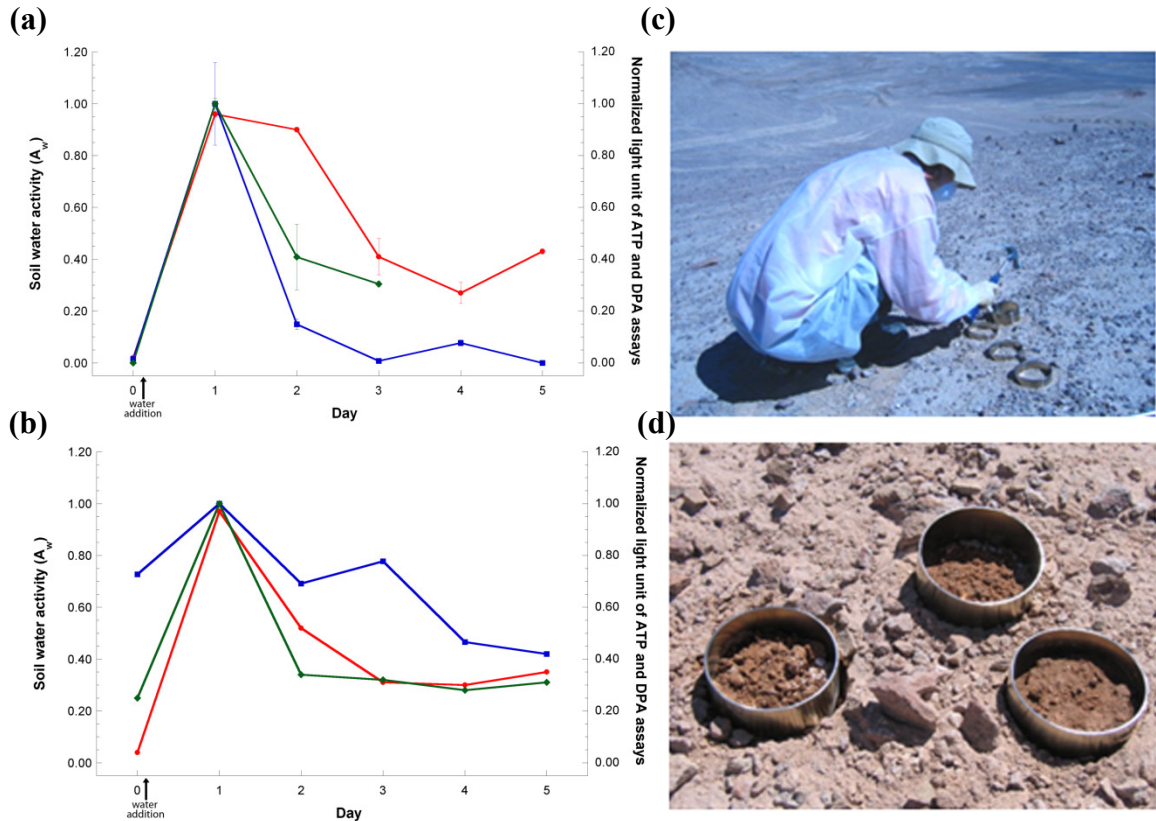 (a)
1.20
1.00
0.80
0.60
0.40
0.20
0.00
Soil water activity (Aw)
1.20
1.00
0.80
0.60
0.40
0.20
0.00
Normalized light unit of ATP and DPA assays
0 1 2 3 4 5
water
addition
Day
(b)
1.20
1.00
0.80
0.60
0.40
0.20
0.00
Soil water activity (Aw)
1.20
1.00
0.80
0.60
0.40
0.20
0.00
Normalized light unit of ATP and DPA assays
0 1 2 3 4 5
water
addition
Day
(c)
(d)